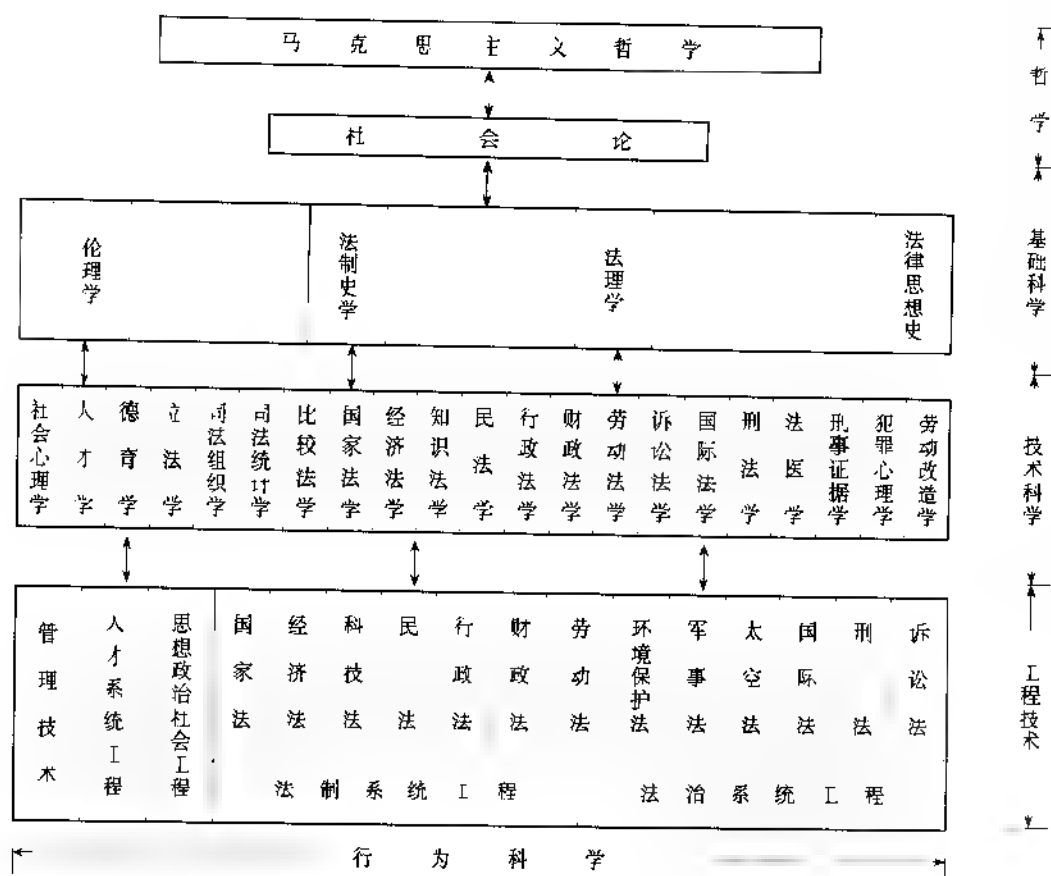 马克思主义哲学
社会论
哲学
伦理学
法制史学
法理学
法律思想史
基础科学
社会心理学
人才学
德育学
立法学
司法组织学
司法统计学
比较法学
国家法学
经济法学
知识法学
民法学
行政法学
财政法学
劳动法学
诉讼法学
国际法学
刑法学
法医学
刑事证据学
犯罪心理学
劳动改造学
技术科学
管理技术
人才系统工程
思想政治社会工程
国家法
经济法
科技法
民法
行政法
财政法
劳动法
环境保护法
军事法
太空法
国际法
刑法
诉讼法
法制系统工程
法治系统工程
工程技术
行为科学